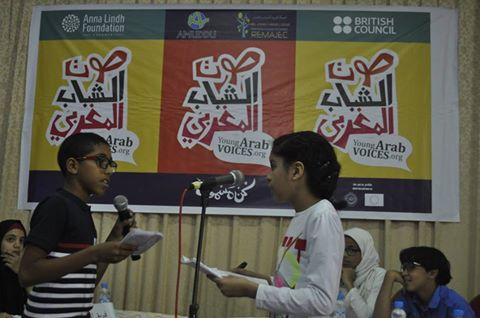 Anna Lindh
Foundation
AMUDDU
REMAJEC
BRITISH
COUNCIL
صوت
الشباب
المغربي
Young Arab
VOICES.org
صوت
الشباب
المغربي
Young Arab
VOICES.org
صوت
الشباب
المغربي
Young Arab
VOICES.org